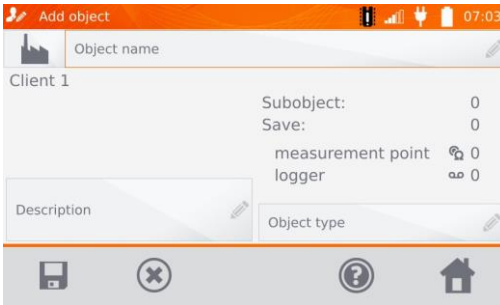 Add object 07:03
Object name
Client 1
Subobject: 0
Save: 0
measurement point 0
logger 0
Description
Object type